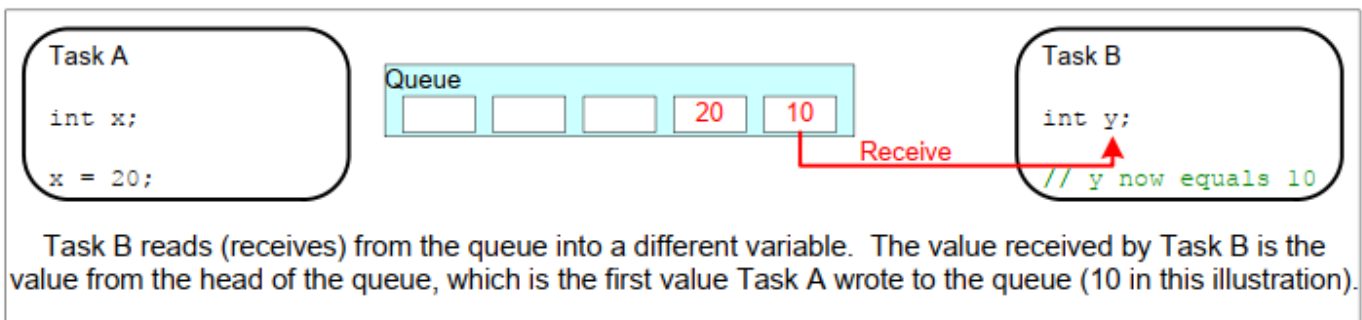 Task A
int x;
x = 20;
Queue
20
10
Receive
Task B
int y;
// y now equals 10
Task B reads (receives) from the queue into a different variable.  The value received by Task B is the
value from the head of the queue, which is the first value Task A wrote to the queue (10 in this illustration).